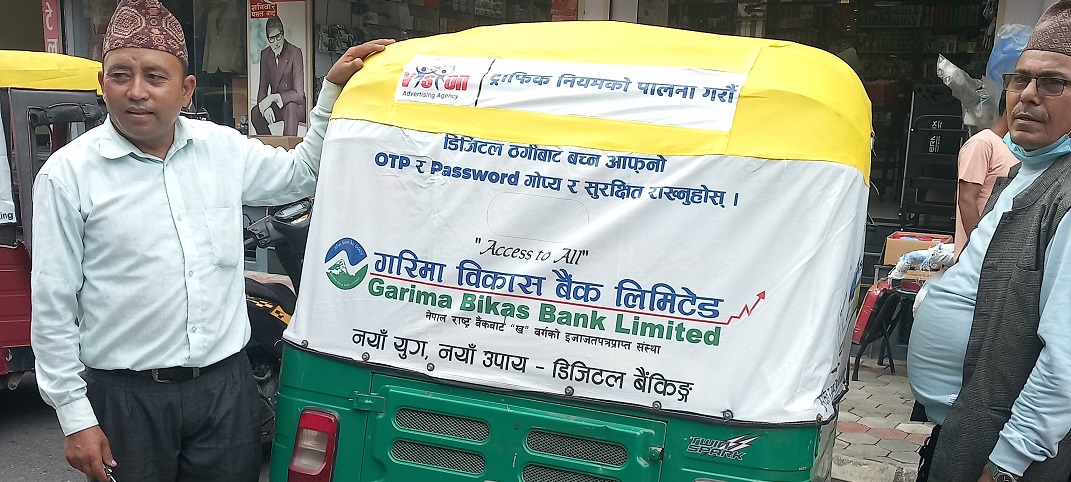 ट्राफिक नियमको पालना गरौं
Advertising Agency
डिजिटल ठगीबाट बच्न आफ्नो
OTP र Password गोप्य र सुरक्षित राख्नुहोस् ।
"Access to All"
गरिमा विकास बैंक लिमिटेड
Garima Bikas Bank Limited
नेपाल राष्ट्र बैंकबाट "ख" वर्गको इजाजतपत्रप्राप्त संस्था
नयाँ युग, नयाँ उपाय - डिजिटल बैंकिङ्ग
TWIN SPARK